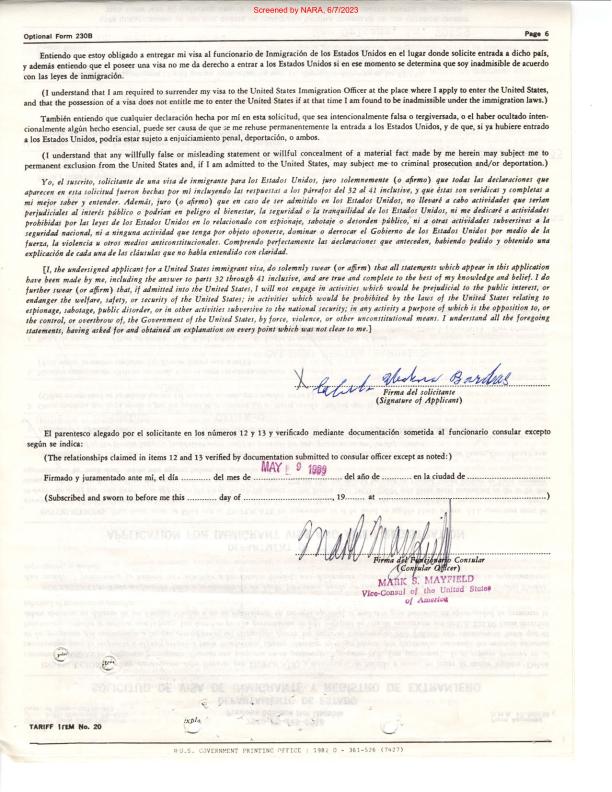 Screened by NARA, 6/7/2023
Optional Form 230B
Page 6
Entiendo que estoy obligado a entregar mi visa al funcionario de Inmigración de los Estados Unidos en el lugar donde solicite entrada a dicho país,
y además entiendo que el poseer una visa no me da derecho a entrar a los Estados Unidos si en ese momento se determina que soy inadmisible de acuerdo
con las leyes de inmigración.
(I understand that I am required to surrender my visa to the United States Immigration Officer at the place where I apply to enter the United States,
and that the possession of a visa does not entitle me to enter the United States if at that time I am found to be inadmissible under the immigration laws.)
También entiendo que cualquier declaración hecha por mí en esta solicitud, que sea intencionalmente falsa o tergiversada, o el haber ocultado inten-
cionalmente algún hecho esencial, puede ser causa de que se me rehuse permanentemente la entrada a los Estados Unidos, y de que, si ya hubiere entrado
a los Estados Unidos, podría estar sujeto a enjuiciamiento penal, deportación, o ambos.
(I understand that any willfully false or misleading statement or willful concealment of a material fact made by me herein may subject me to
permanent exclusion from the United States and, if I am admitted to the United States, may subject me to criminal prosecution and/or deportation.)
Yo, el suscrito, solicitante de una visa de inmigrante para los Estados Unidos, juro solemnemente (o afirmo) que todas las declaraciones que
aparecen en esta solicitud fueron hechas por mí incluyendo las respuestas a los párrafos del 32 al 41 inclusive, y que éstas son verídicas y completas a
mi mejor saber y entender. Además, juro (o afirmo) que en caso de ser admitido en los Estados Unidos, no llevaré a cabo actividades que serían
perjudiciales al interés público o podrían en peligro el bienestar, la seguridad o la tranquilidad de los Estados Unidos, ni me dedicaré a actividades
prohibidas por las leyes de los Estados Unidos en lo relacionado con espionaje, sabotaje o desorden público, ni a otras actividades subversivas a la
seguridad nacional, ni a ninguna actividad que tenga por objeto oponerse, dominar o derrocar el Gobierno de los Estados Unidos por medio de la
fuerza, la violencia u otros medios anticonstitucionales. Comprendo perfectamente las declaraciones que anteceden, habiendo pedido y obtenido una
explicación de cada una de las cláusulas que no había entendido con claridad.
[I, the undersigned applicant for a United States immigrant visa, do solemnly swear (or affirm) that all statements which appear in this application
have been made by me, including the answer to parts 32 through 41 inclusive, and are true and complete to the best of my knowledge and belief. I do
further swear (or affirm) that, if admitted into the United States, I will not engage in activities which would be prejudicial to the public interest, or
endanger the welfare, safety, or security of the United States; in activities which would be prohibited by the laws of the United States relating to
espionage, sabotage, public disorder, or in other activities subversive to the national security; in any activity a purpose of which is the opposition to, or
the control, or overthrow of, the Government of the United States, by force, violence, or other unconstitutional means. I understand all the foregoing
statements, having asked for and obtained an explanation on every point which was not clear to me.]
X
Firma del solicitante
(Signature of Applicant)
El parentesco alegado por el solicitante en los números 12 y 13 y verificado mediante documentación sometida al funcionario consular excepto
según se indica:
(The relationships claimed in items 12 and 13 verified by documentation submitted to consular officer except as noted:)
MAY 9 1989
Firmado y juramentado ante mí, el día ........... del mes de ........................... del año de ........... en la ciudad de ...........................
(Subscribed and sworn to before me this .......... day of ..............................., 19........ at ...........................................................)
Mark Mayfield
Firma del Funcionario Consular
(Consular Officer)
MARK S. MAYFIELD
Vice-Consul of the United States
of America
TARIFF ITEM No. 20
U.S. GOVERNMENT PRINTING OFFICE : 1982 O - 361-526 (7427)